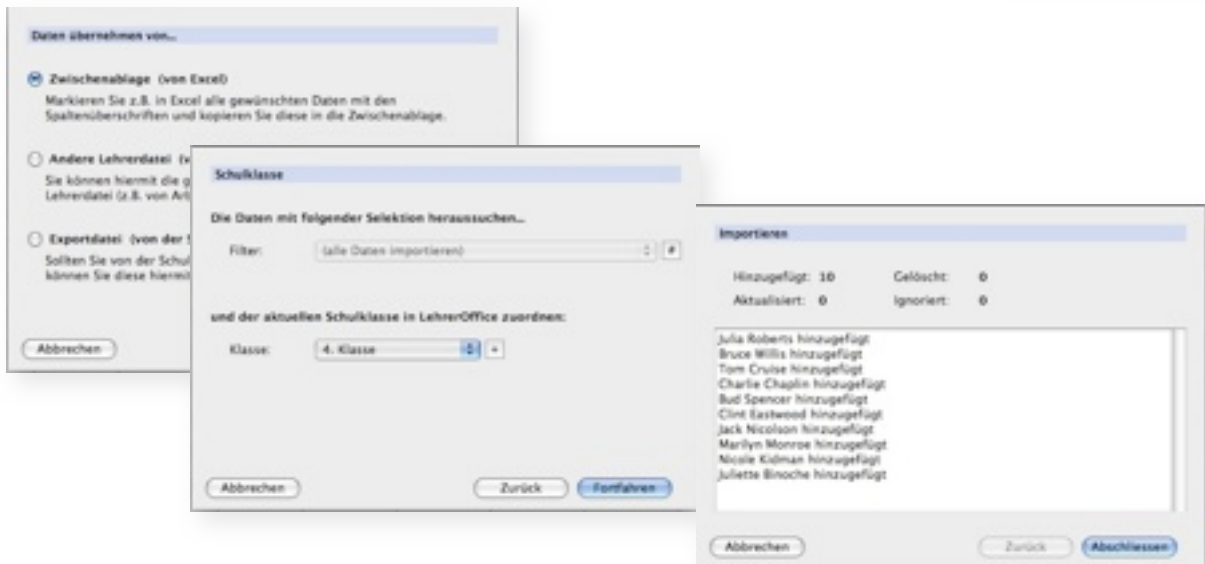 Daten übernehmen von...
Zwischenablage (von Excel)
Markieren Sie z.B. in Excel alle gewünschten Daten mit den
Spaltenüberschriften und kopieren Sie diese in die Zwischenablage.
Andere Lehrerdatei
Sie können hiermit die
Lehrerdatei (z.B. von
Exportdatei (von der
Sollten Sie von der
können Sie diese hiermit
Abbrechen
Schulklasse
Die Daten mit folgender Selektion heraussuchen...
Filter: (alle Daten importieren) #
und der aktuellen Schulklasse in LehrerOffice zuordnen:
Klasse: 4. Klasse +
Abbrechen Zurück Fortfahren
Importieren
Hinzugefügt: 10 Gelöscht: 0
Aktualisiert: 0 Ignoriert: 0
Julia Roberts hinzugefügt
Bruce Willis hinzugefügt
Tom Cruise hinzugefügt
Charlie Chaplin hinzugefügt
Bud Spencer hinzugefügt
Clint Eastwood hinzugefügt
Jack Nicolson hinzugefügt
Marilyn Monroe hinzugefügt
Nicole Kidman hinzugefügt
Juliette Binoche hinzugefügt
Abbrechen Zurück Abschliessen